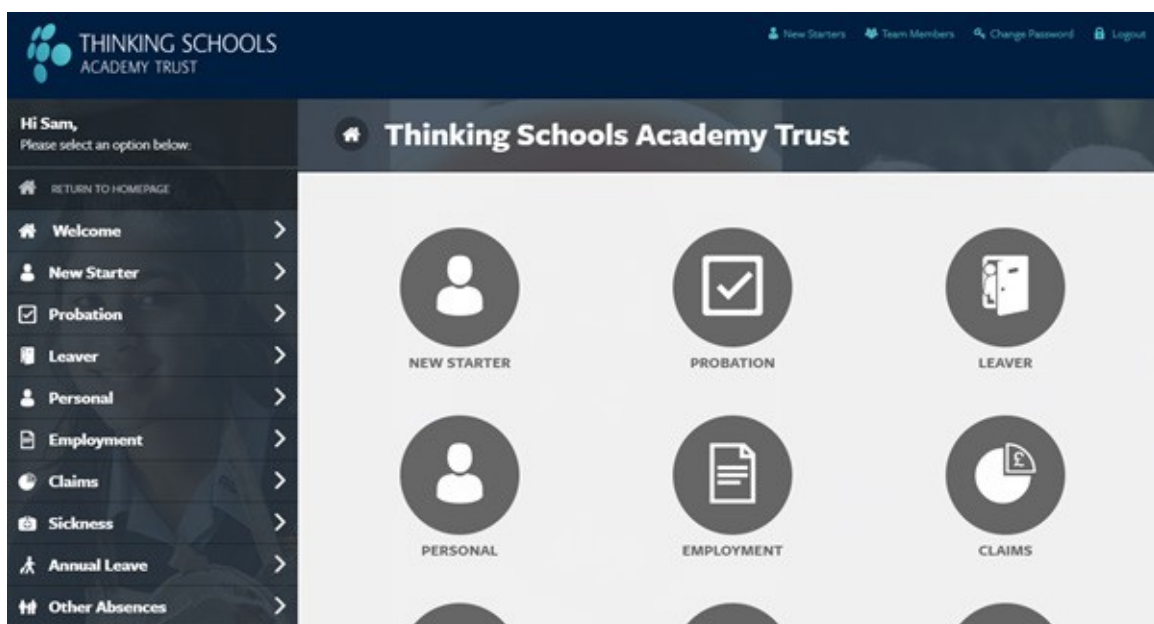 THINKING SCHOOLS
ACADEMY TRUST
New Starters Team Members Change Password Logout
Hi Sam,
Please select an option below:
Thinking Schools Academy Trust
RETURN TO HOMEPAGE
Welcome
New Starter
Probation
Leaver
Personal
Employment
Claims
Sickness
Annual Leave
Other Absences
NEW STARTER PROBATION LEAVER
£
PERSONAL EMPLOYMENT CLAIMS